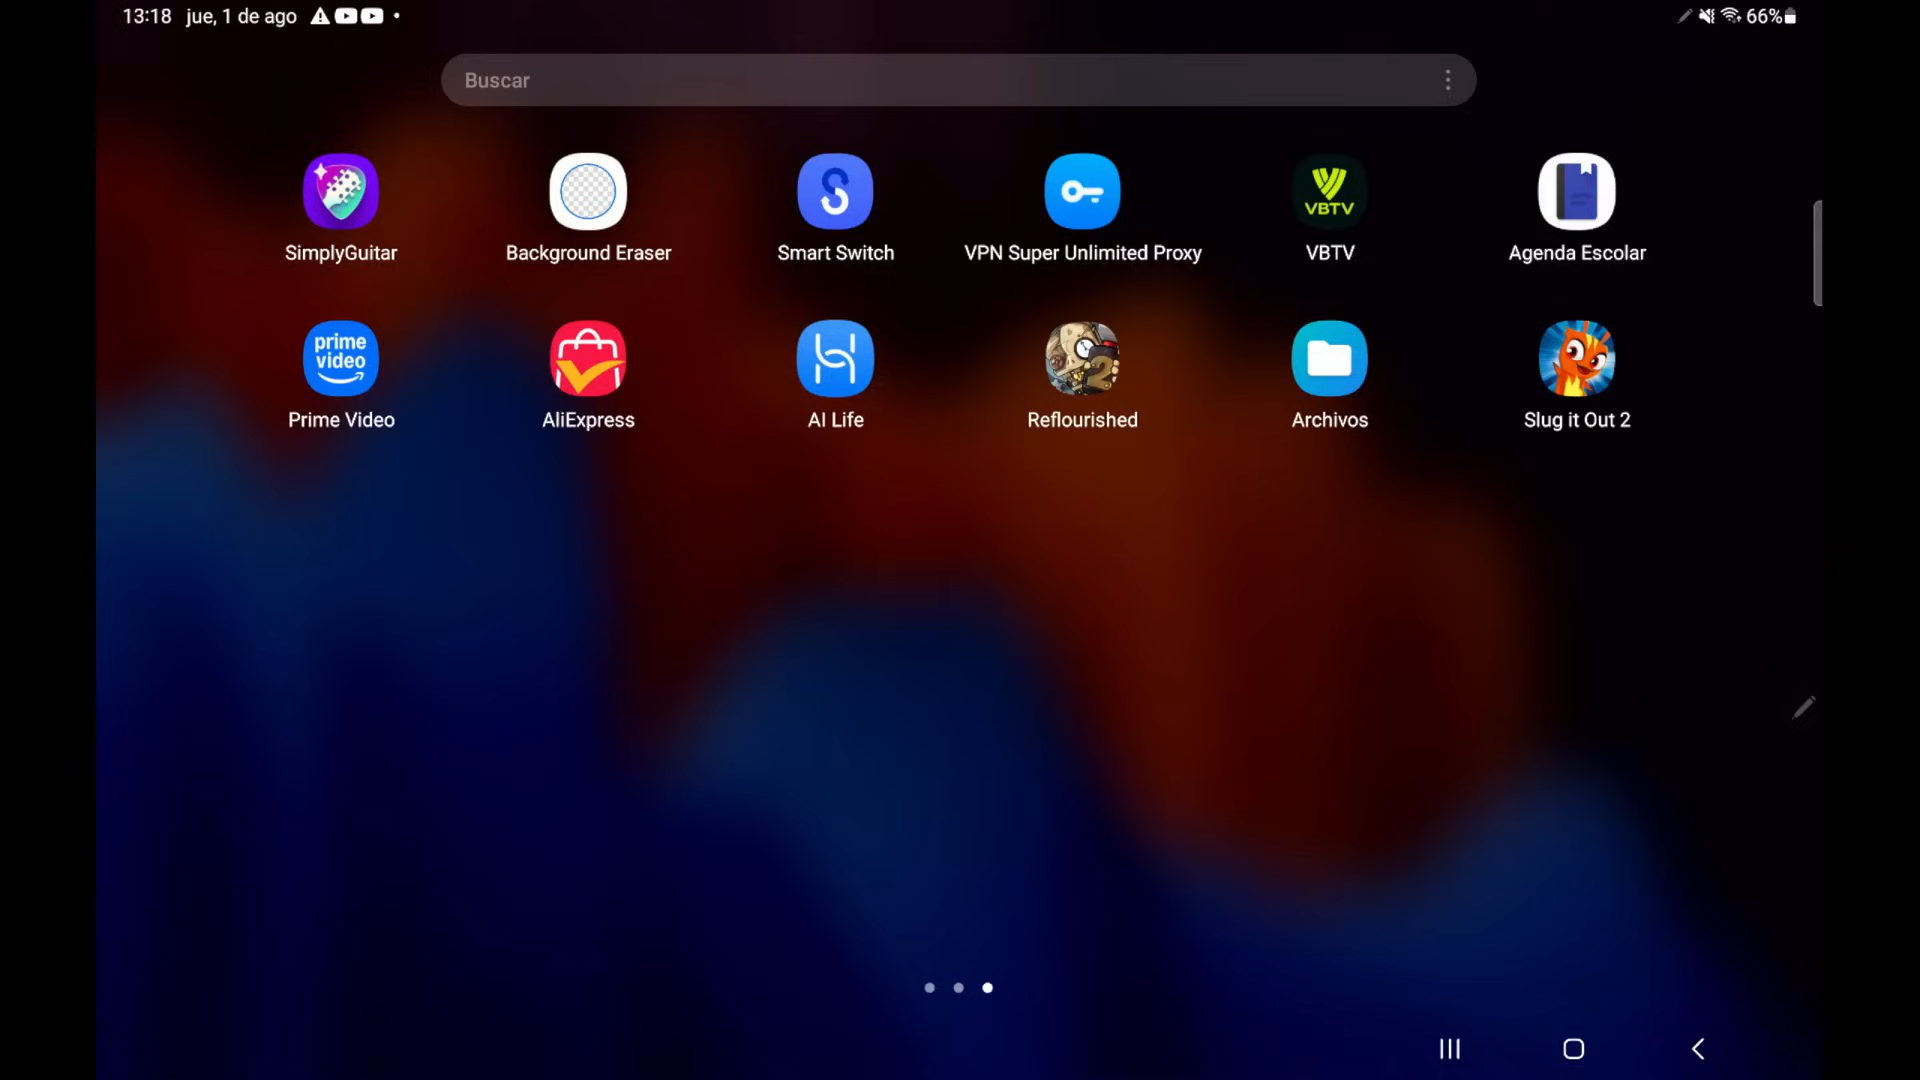 13:18 jue, 1 de ago
66%
Buscar
VBTV
SimplyGuitar
Background Eraser
Smart Switch
VPN Super Unlimited Proxy
VBTV
Agenda Escolar
prime
video
2
Prime Video
AliExpress
AI Life
Reflourished
Archivos
Slug it Out 2